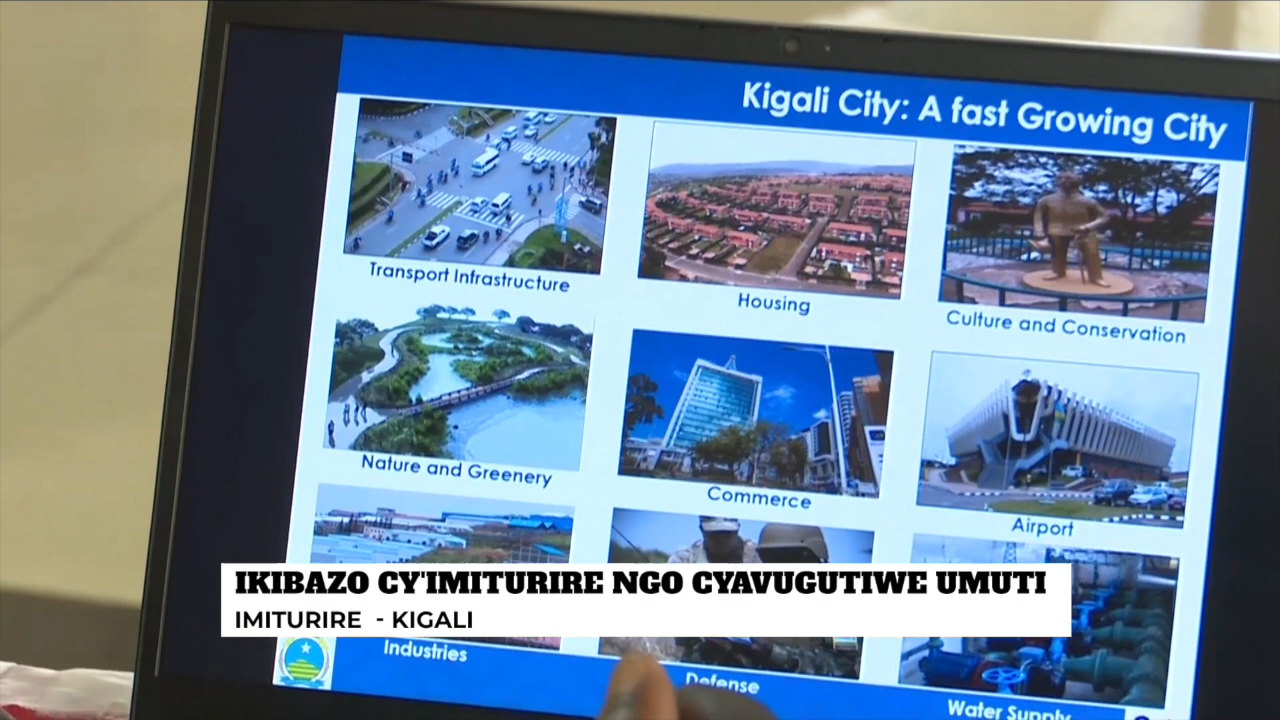 Kigali City: A fast Growing City
Transport Infrastructure
Housing
Culture and Conservation
Nature and Greenery
Commerce
Airport
IKIBAZO CY'IMITURIRE NGO CYAVUGUTIWE UMUTI
IMITURIRE - KIGALI
Industries
Defense
Water Supply